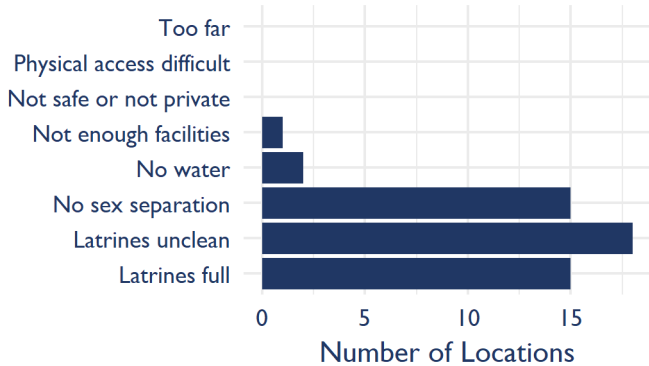 Too far
Physical access difficult
Not safe or not private
Not enough facilities
No water
No sex separation
Latrines unclean
Latrines full
0 5 10 15
Number of Locations